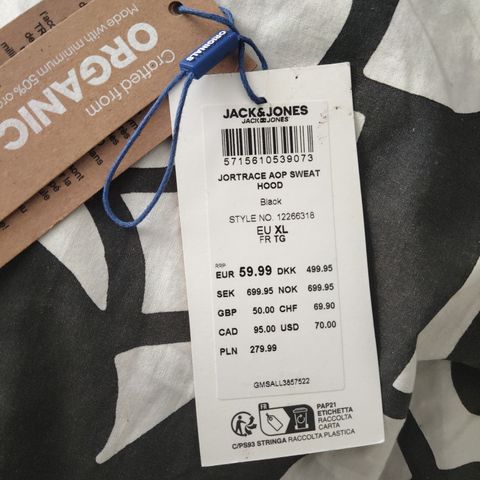 Crafted from
ORGANIC
Made with minimum 50% org
ORIGINALS
JACK&JONES
JACK&JONES
5715610539073
JORTRACE AOP SWEAT
HOOD
Black
STYLE NO. 12266318
EU XL
FR TG
RRP
EUR 59.99 DKK 499.95
SEK 699.95 NOK 699.95
GBP 50.00 CHF 69.90
CAD 95.00 USD 70.00
PLN 279.99
GMSALL3857522
PAP21
ETICHETTA
RACCOLTA
CARTA
C/PS93 STRINGA RACCOLTA PLASTICA